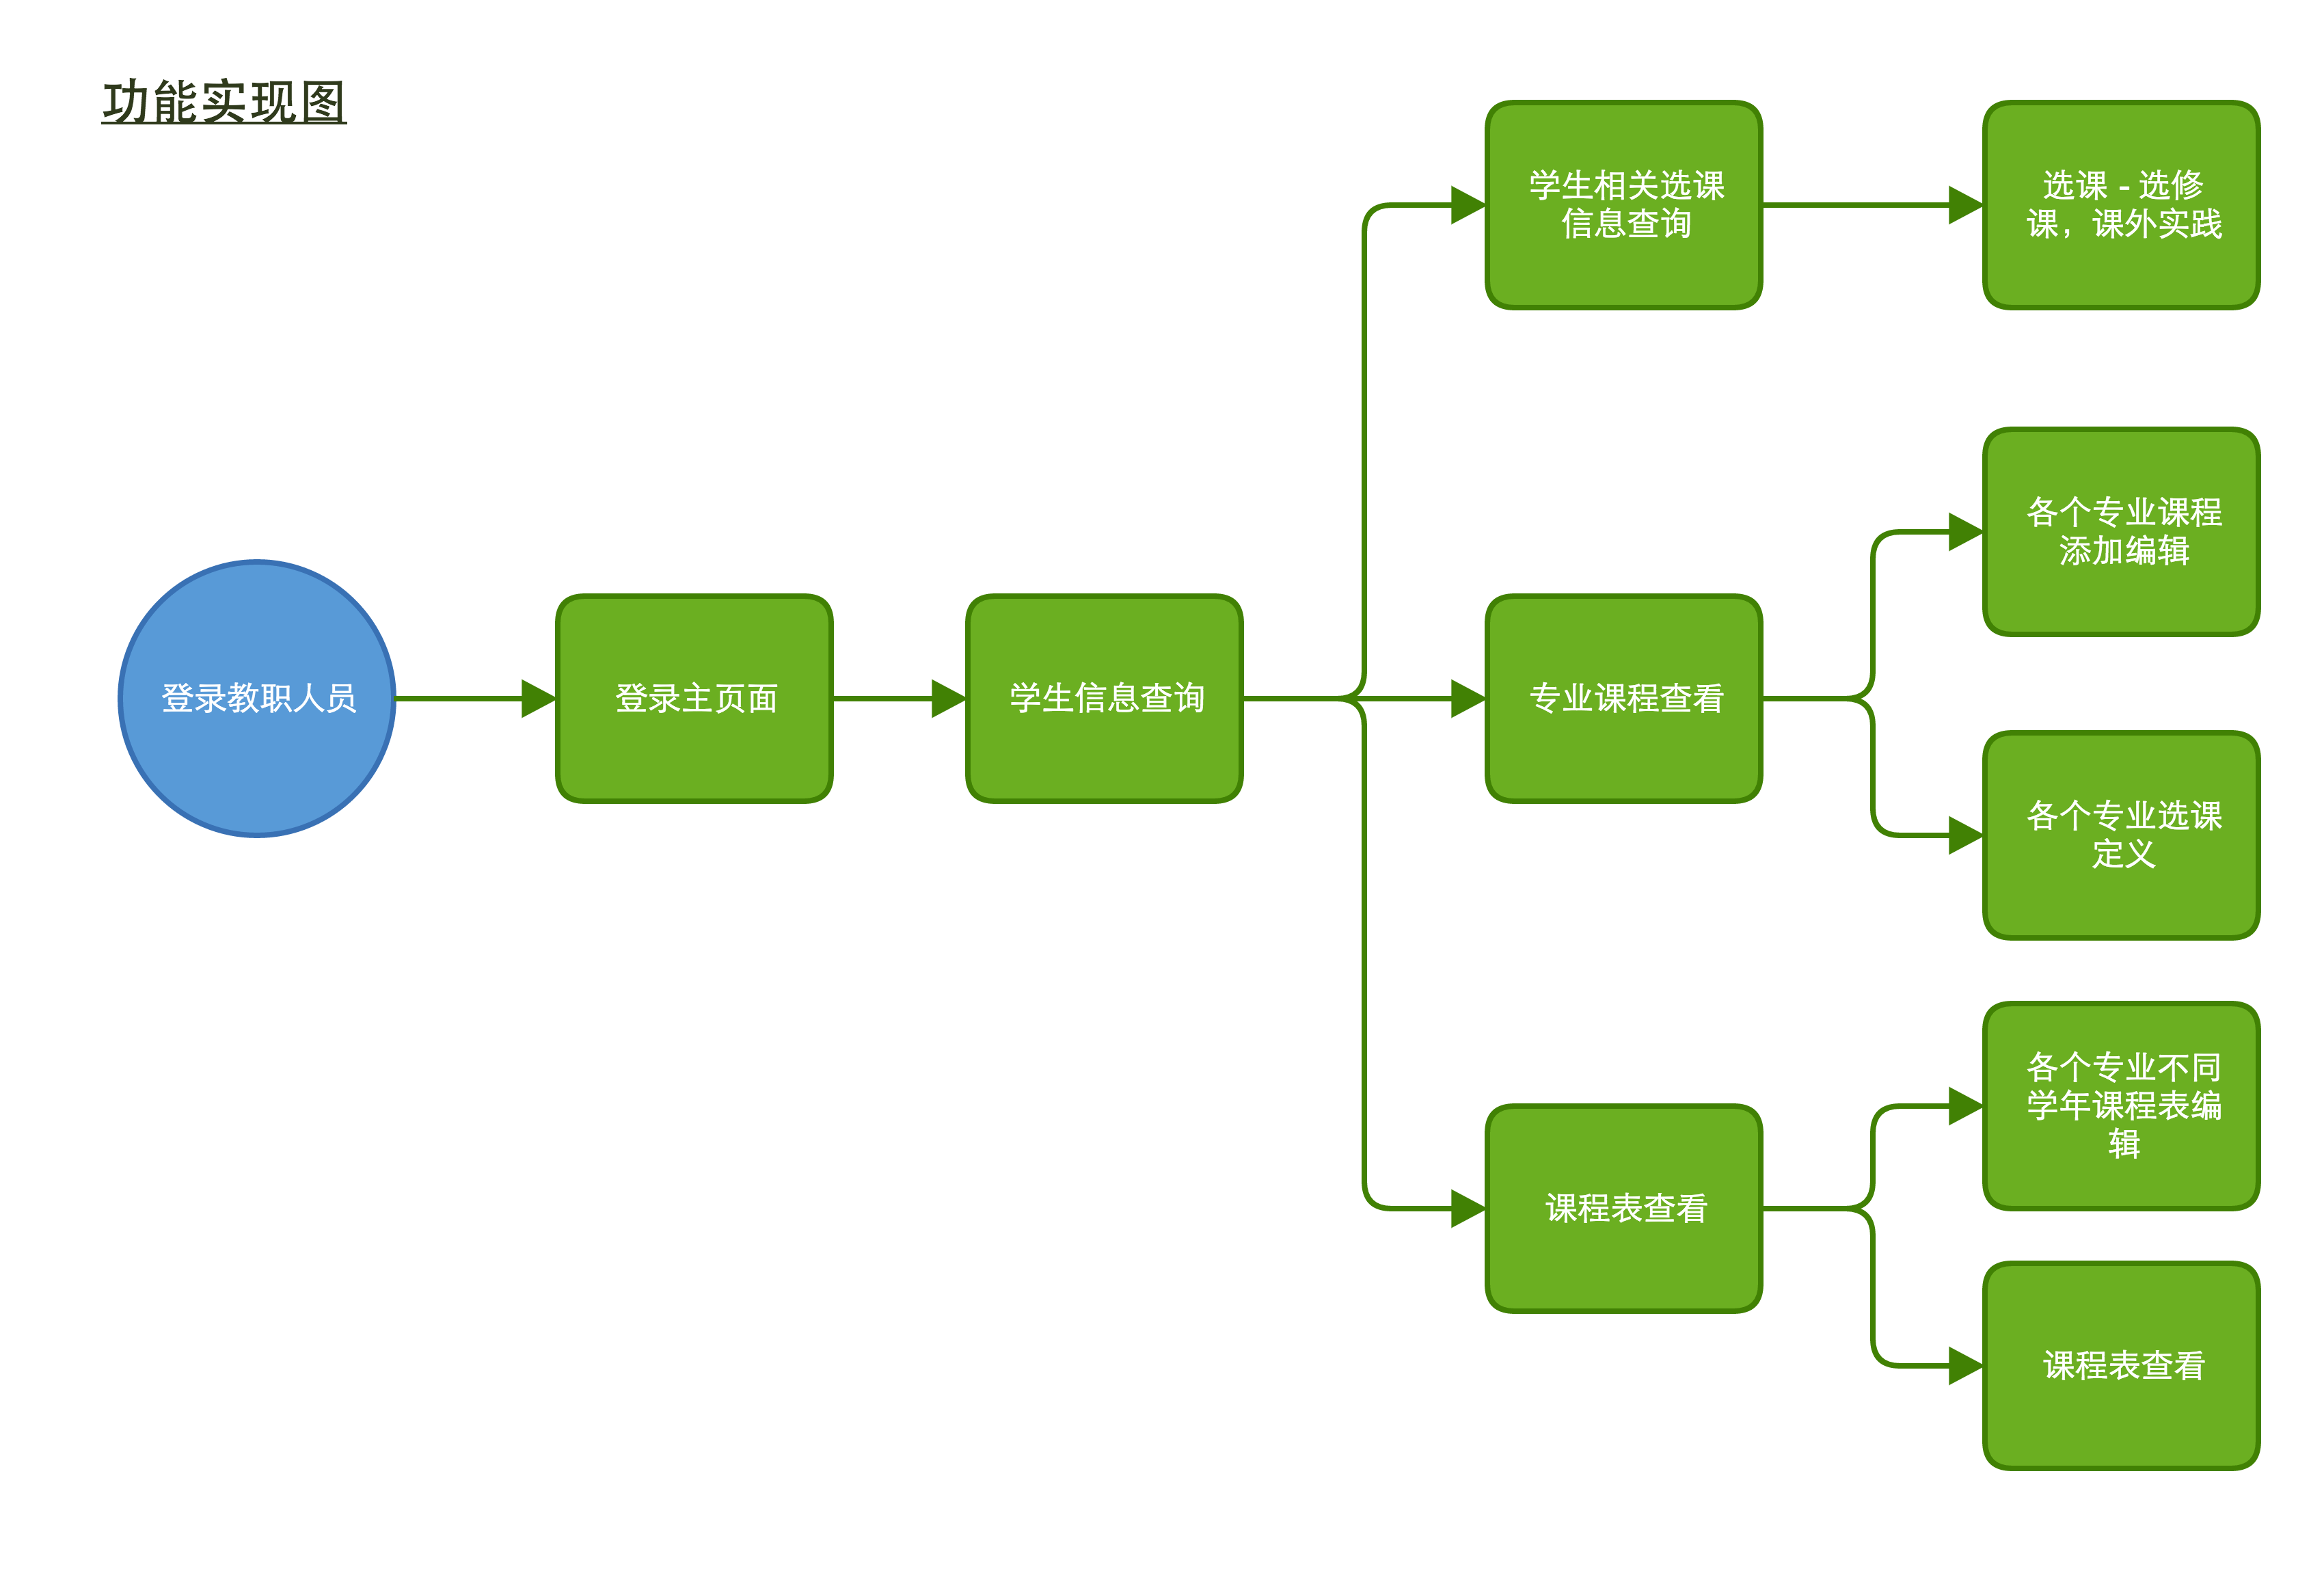 功能实现图
登录教职人员
登录主页面
学生信息查询
学生相关选课
信息查询
选课 - 选修
课，课外实践
专业课程查看
各个专业课程
添加编辑
各个专业选课
定义
课程表查看
各个专业不同
学年课程表编
辑
课程表查看